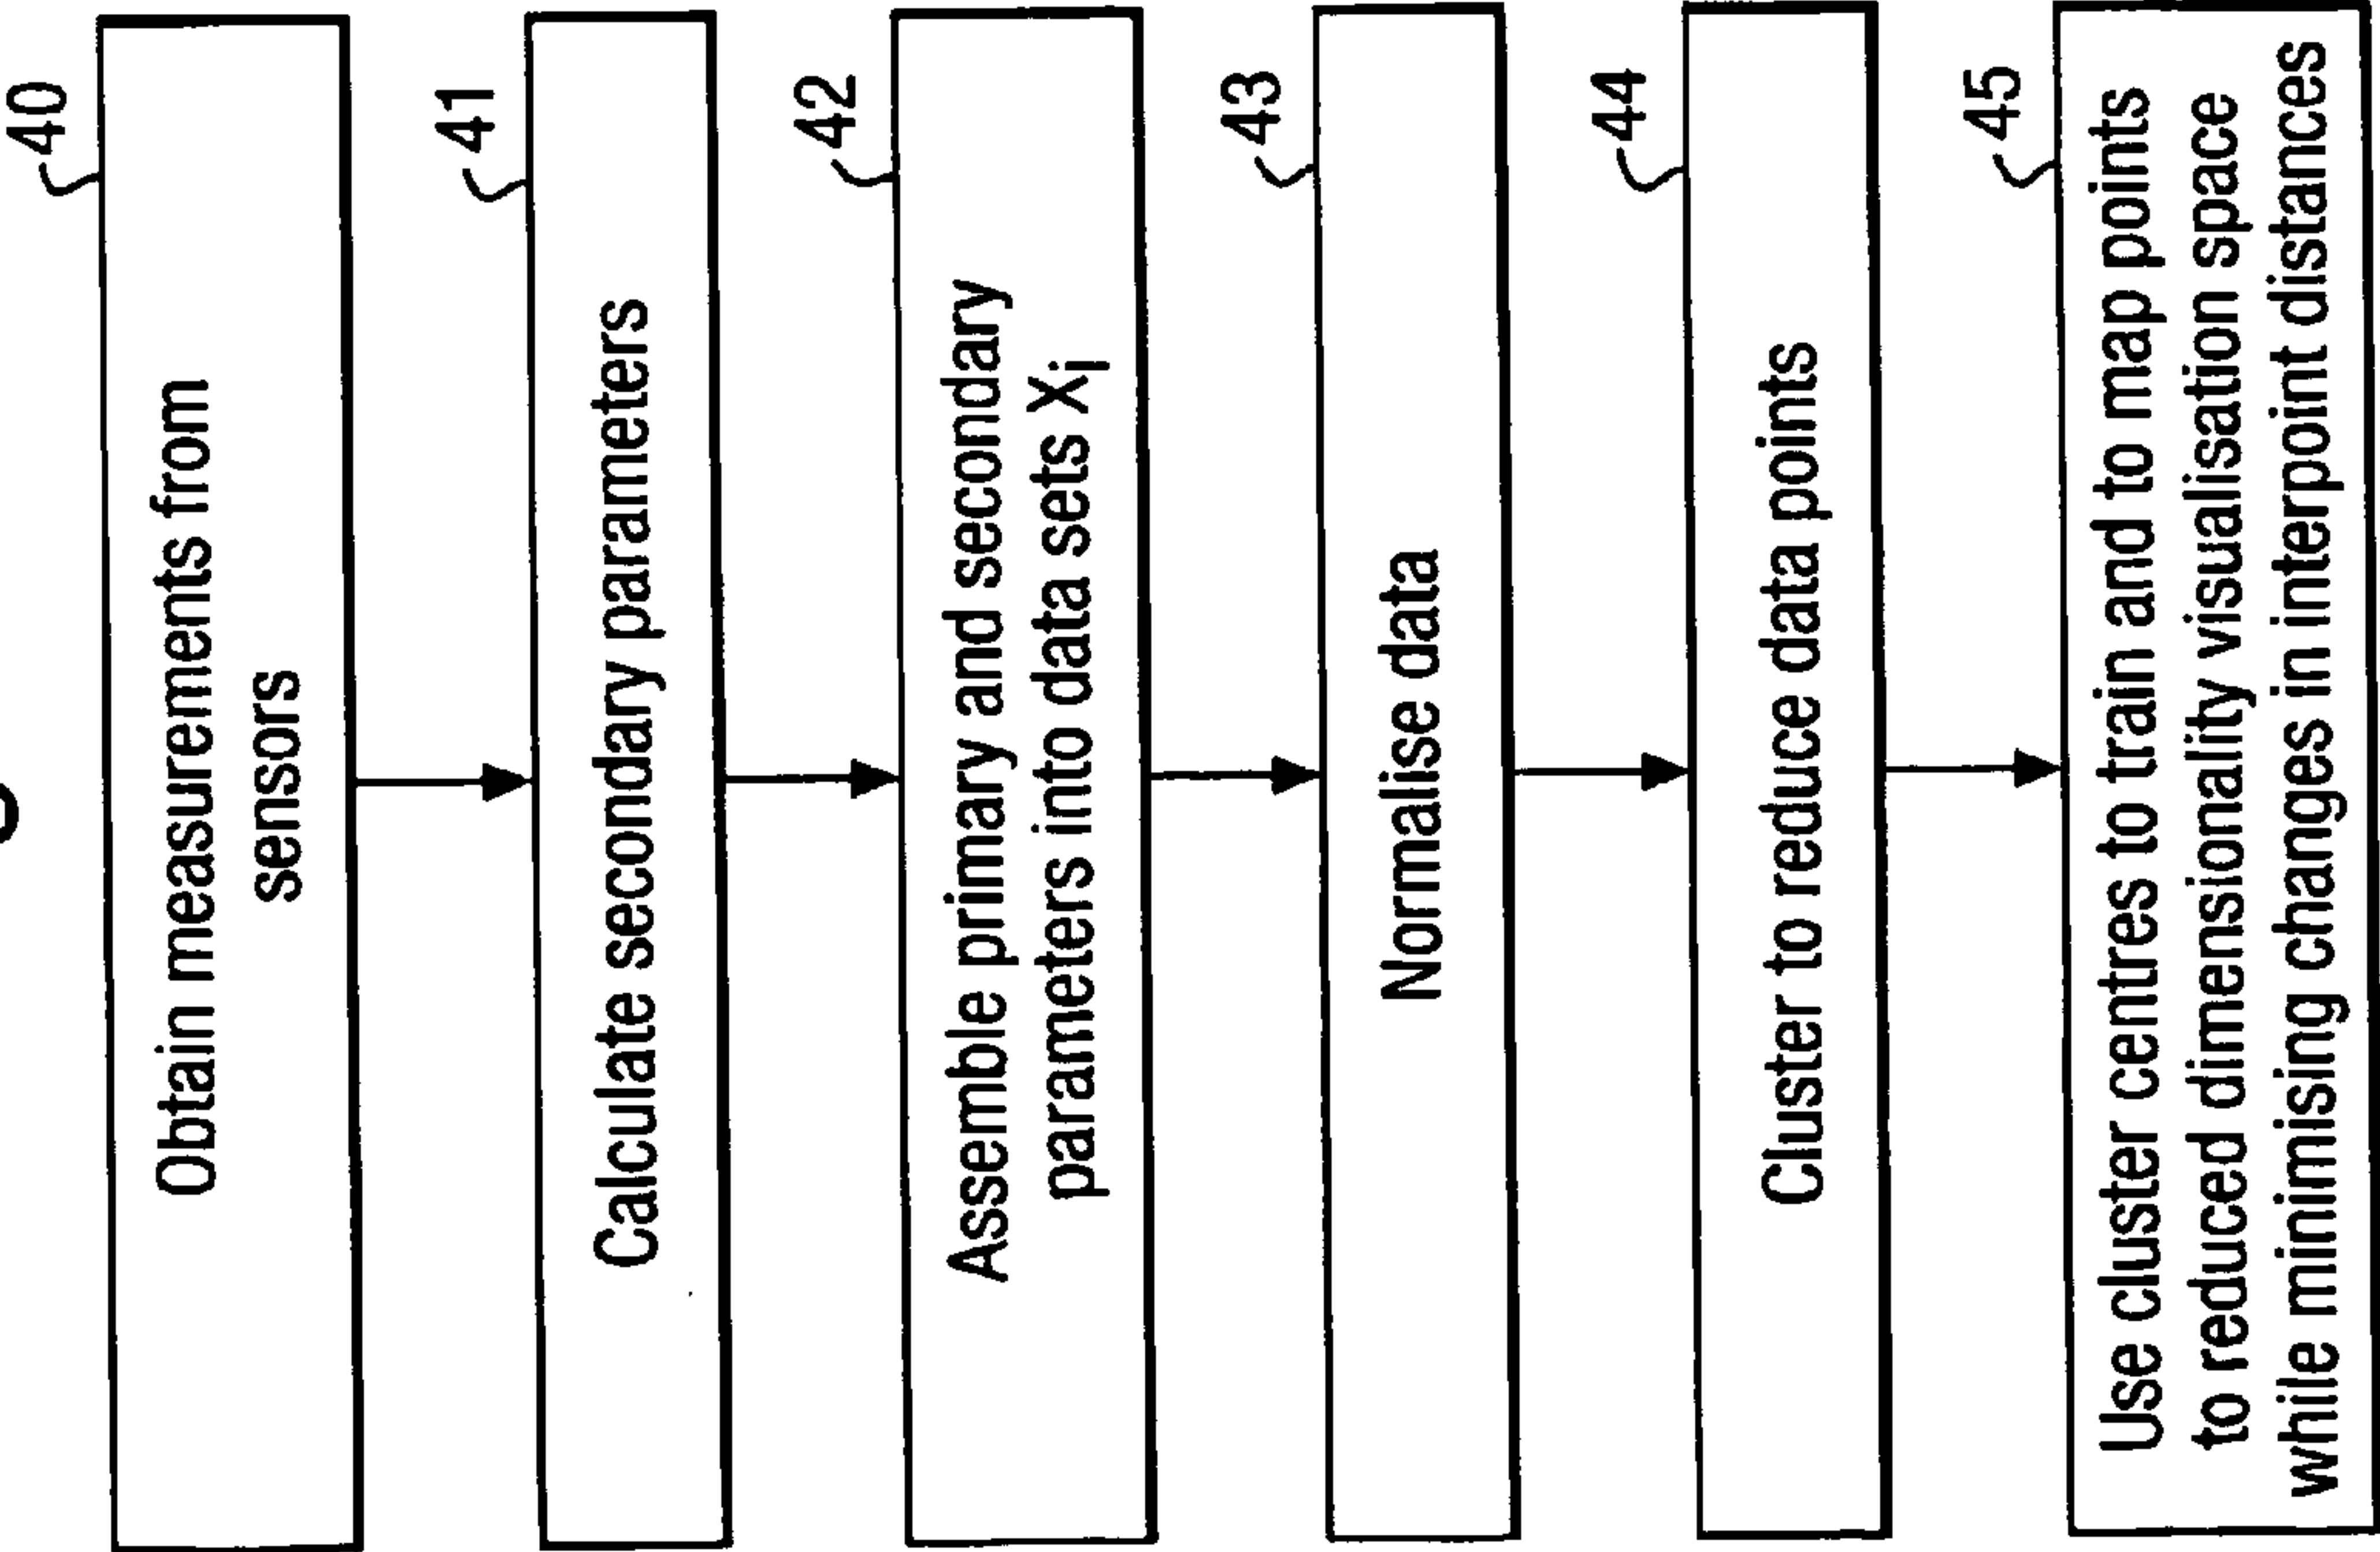 40
Obtain measurements from
sensors
41
Calculate secondary parameters
42
Assemble primary and secondary
parameters into data sets Xi
43
Normalise data
44
Cluster to reduce data points
45
Use cluster centres to train and to map points
to reduced dimensionality visualisation space
while minimising changes in interpoint distances